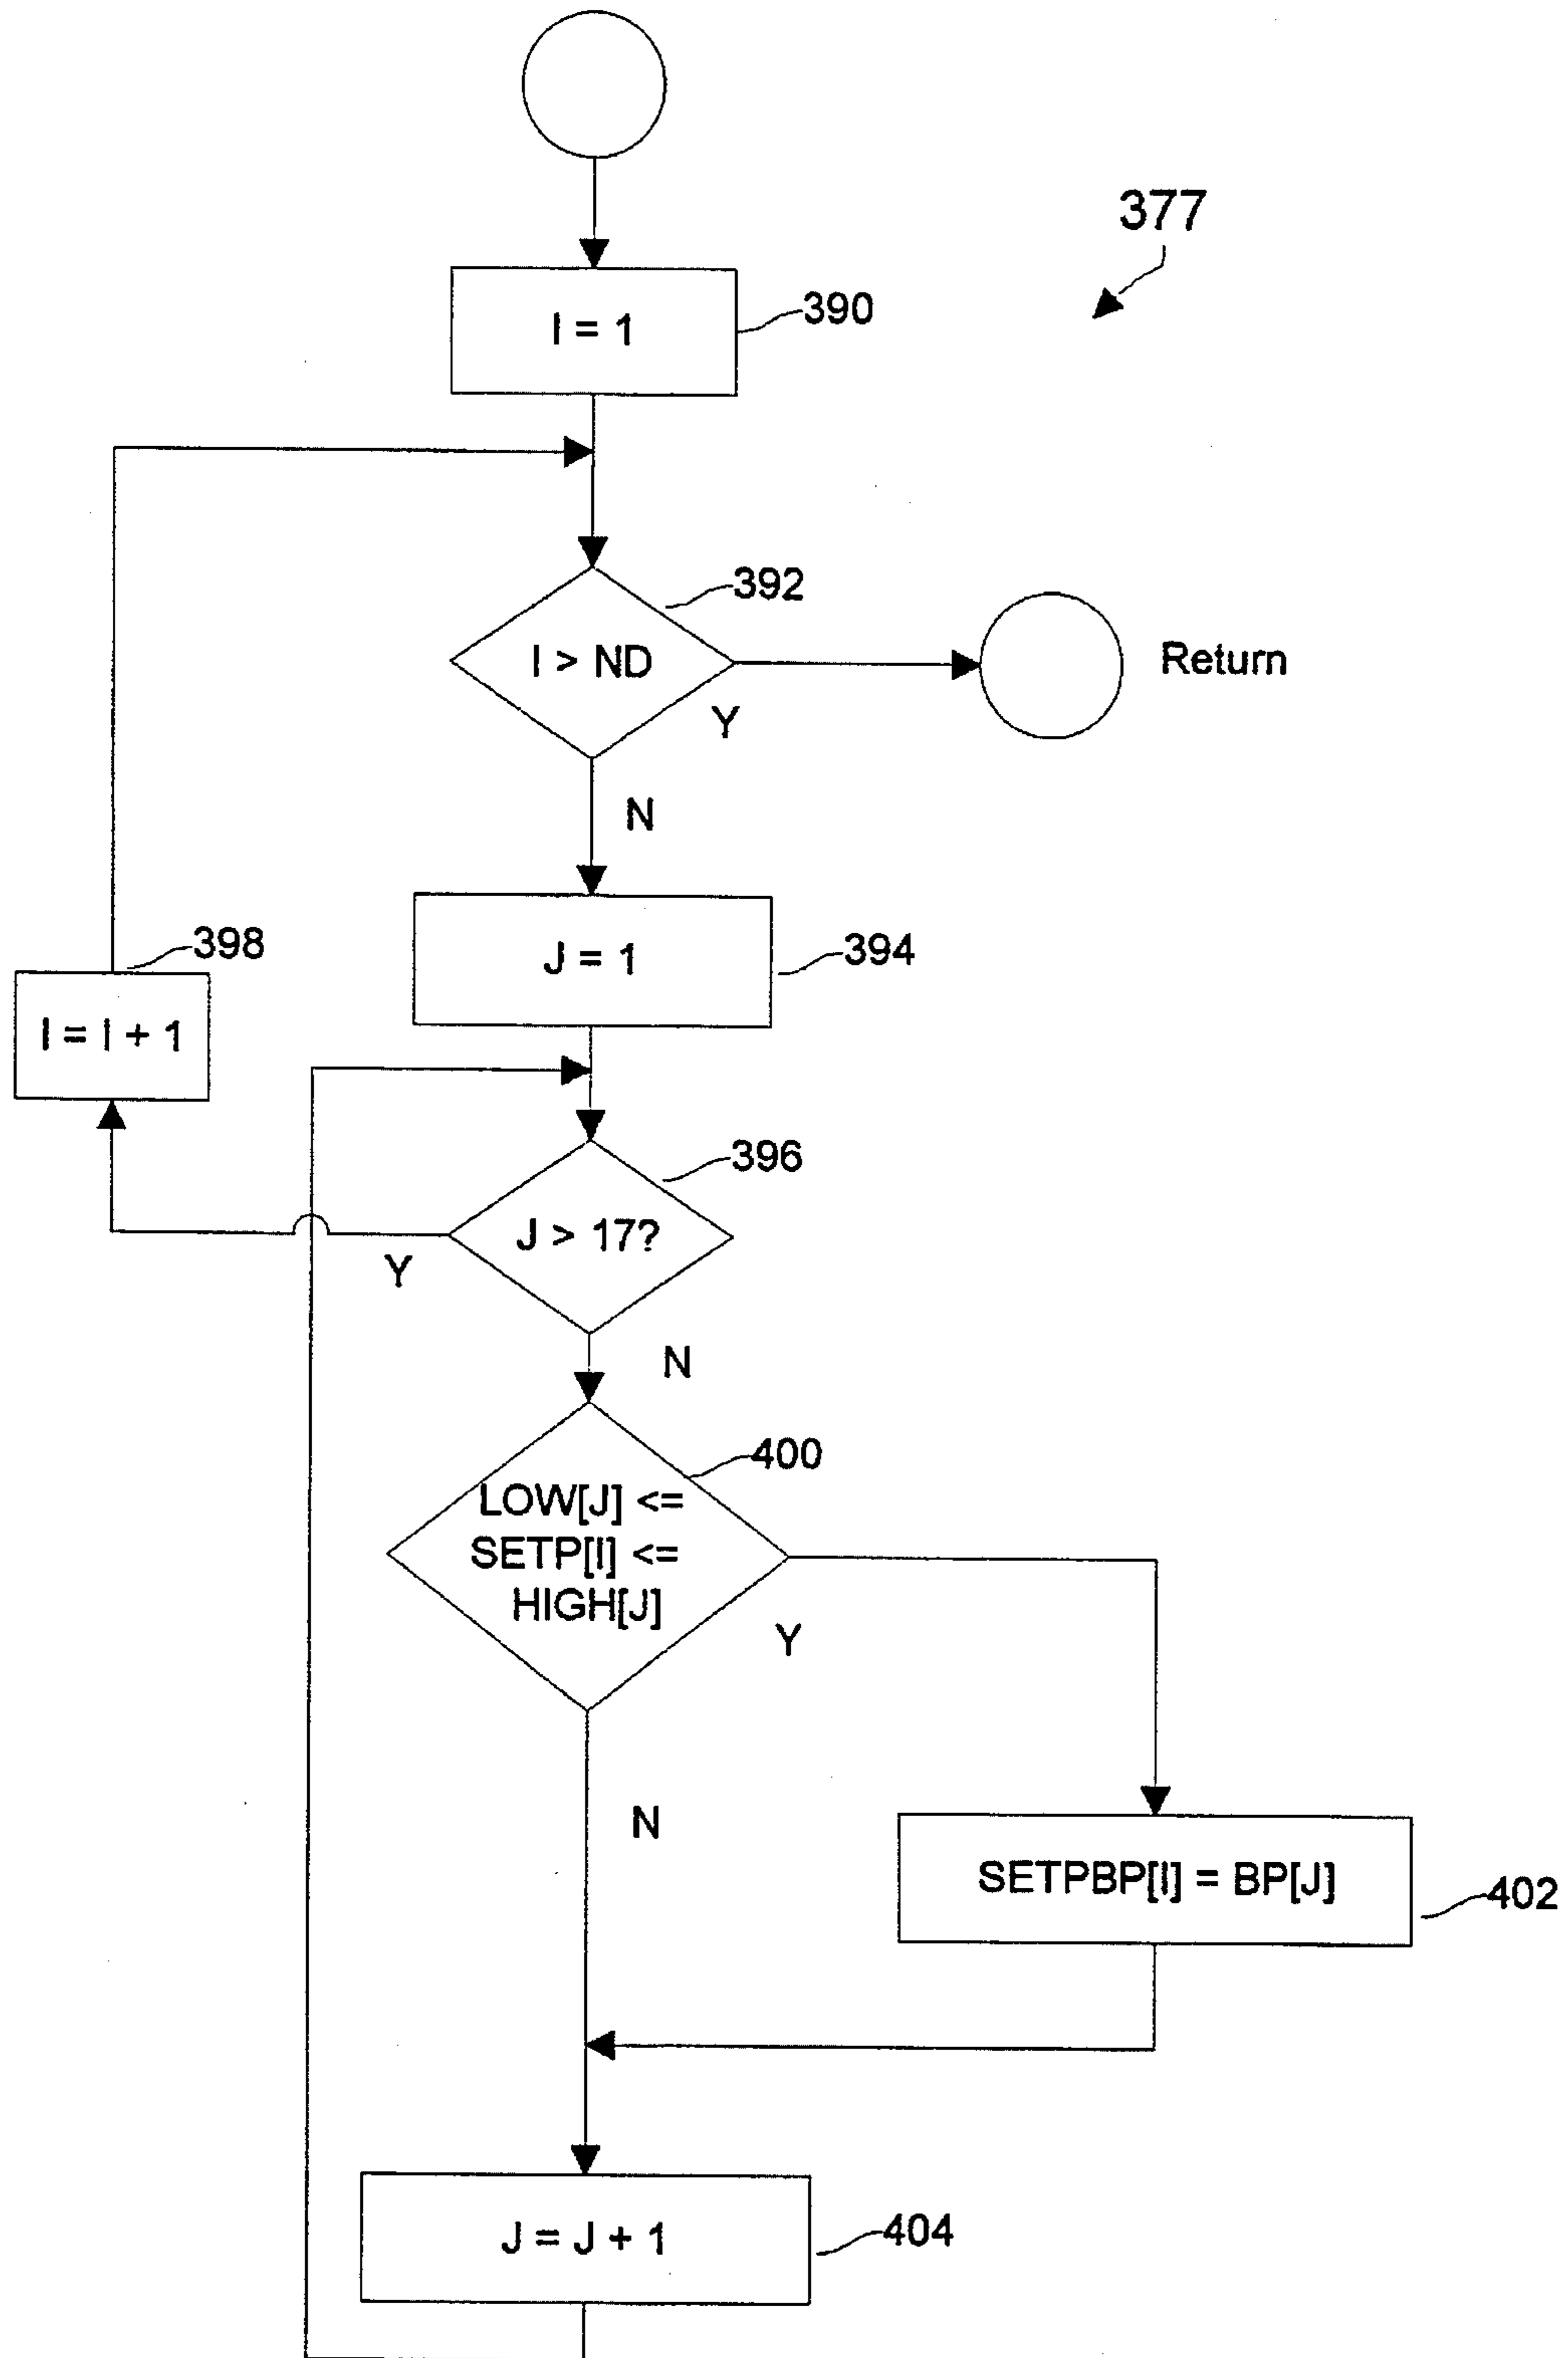 377
I = 1
390
392
I > ND
Return
Y
N
398
J = 1
394
I = I + 1
396
J > 17?
Y
N
400
LOW[J] <=
SETP[I] <=
HIGH[J]
Y
N
SETPBP[I] = BP[J]
402
J = J + 1
404